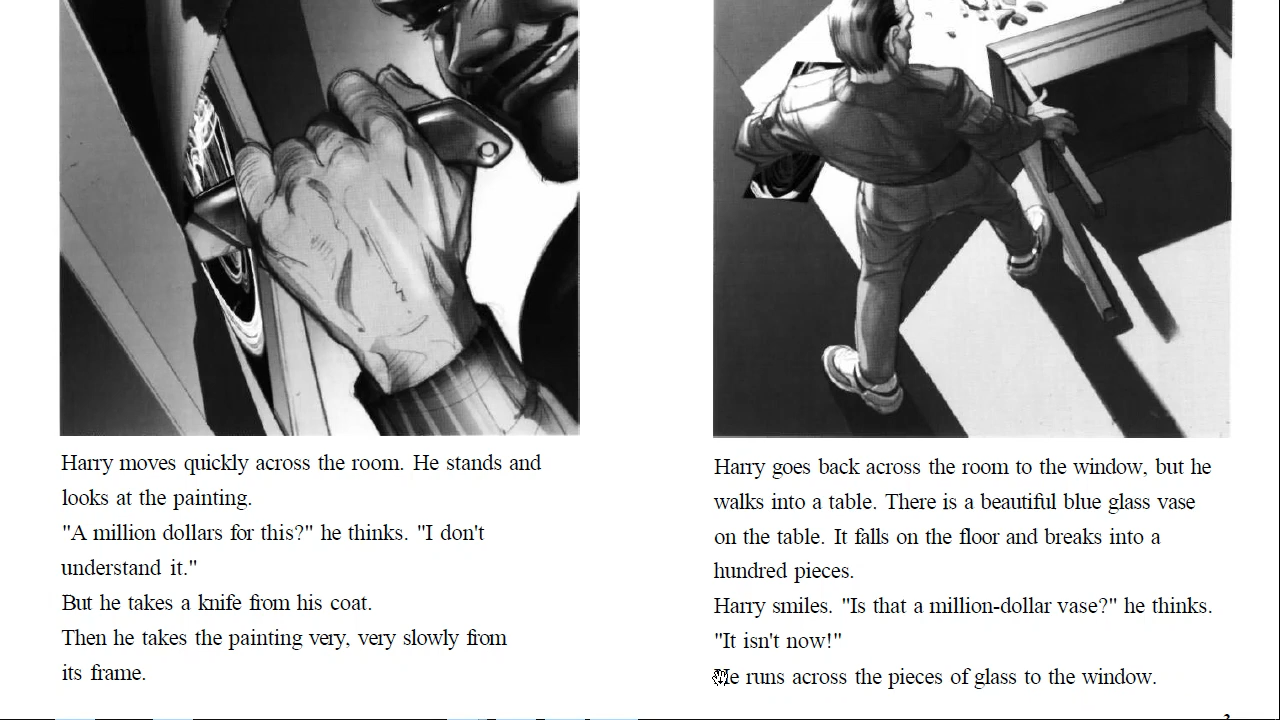 Harry moves quickly across the room. He stands and
looks at the painting.
"A million dollars for this?" he thinks. "I don't
understand it."
But he takes a knife from his coat.
Then he takes the painting very, very slowly from
its frame.
Harry goes back across the room to the window, but he
walks into a table. There is a beautiful blue glass vase
on the table. It falls on the floor and breaks into a
hundred pieces.
Harry smiles. "Is that a million-dollar vase?" he thinks.
"It isn't now!"
He runs across the pieces of glass to the window.